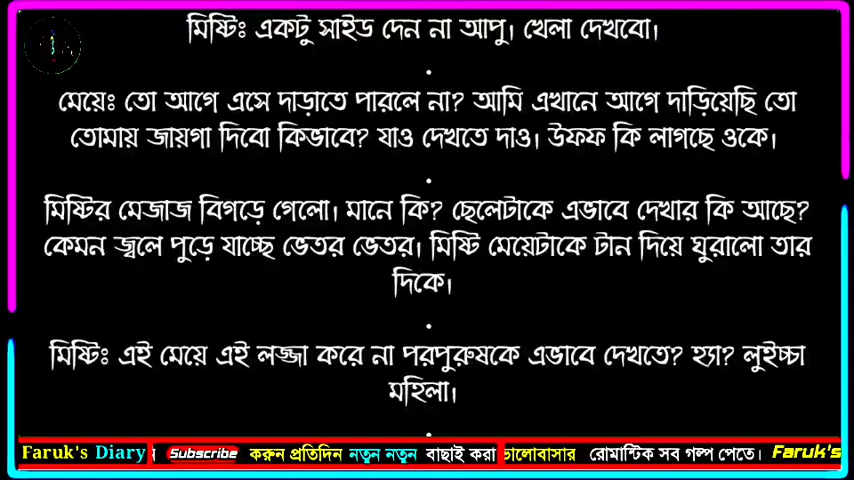 মিষ্টিঃ একটু সাইড দেন না আপু। খেলা দেখবো।
.
মেয়েঃ তো আগে এসে দাড়াতে পারলে না? আমি এখানে আগে দাড়িয়েছি তো
তোমায় জায়গা দিবো কিভাবে? যাও দেখতে দাও। উফফ কি লাগছে ওকে।
.
মিষ্টির মেজাজ বিগড়ে গেলো। মানে কি? ছেলেটাকে এভাবে দেখার কি আছে?
কেমন জ্বলে পুড়ে যাচ্ছে ভেতর ভেতর। মিষ্টি মেয়েটাকে টান দিয়ে ঘুরালো তার
দিকে।
.
মিষ্টিঃ এই মেয়ে এই লজ্জা করে না পরপুরুষকে এভাবে দেখতে? হ্যা? লুইচ্চা
মহিলা।
.
Faruk's Diary Subscribe করুন প্রতিদিন নতুন নতুন বাছাই করা ভালোবাসার রোমান্টিক সব গল্প পেতে। Faruk's